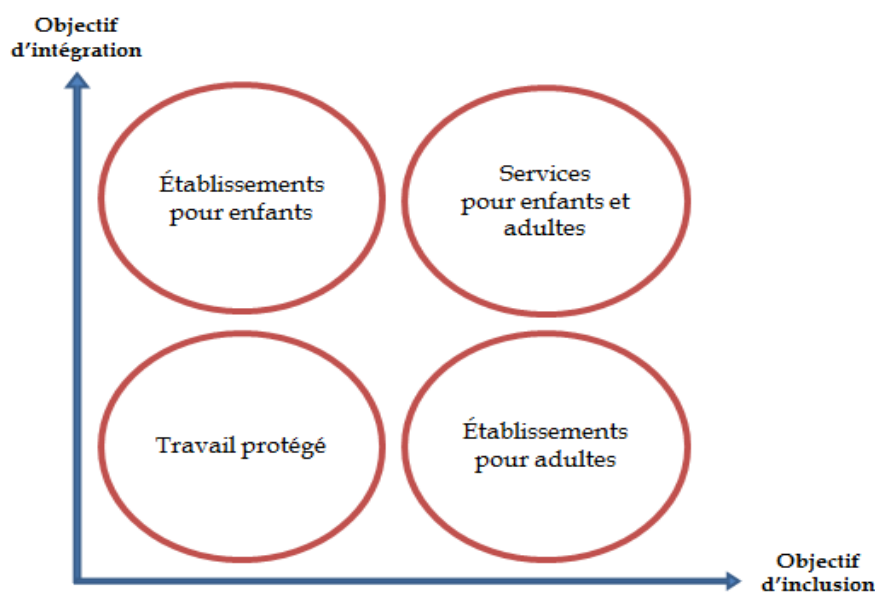 Objectif
d'intégration
Établissements
pour enfants
Services
pour enfants et
adultes
Travail protégé
Établissements
pour adultes
Objectif
d'inclusion